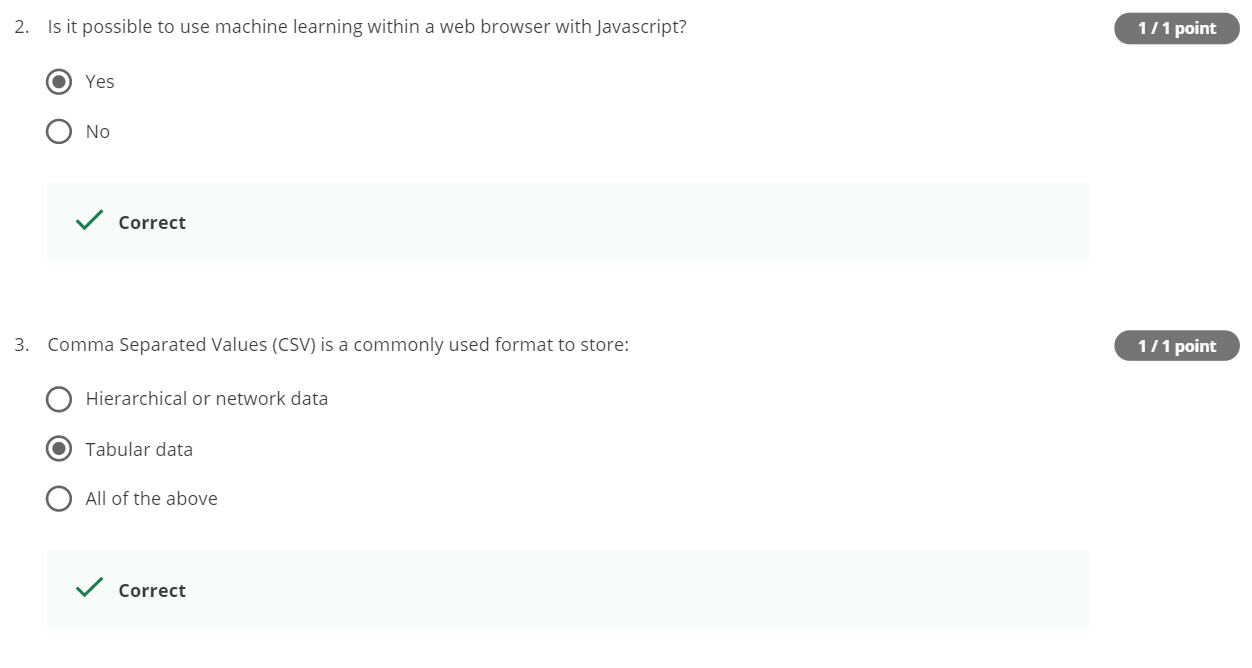 2. Is it possible to use machine learning within a web browser with Javascript?
1 / 1 point
Yes
No
Correct
3. Comma Separated Values (CSV) is a commonly used format to store:
1 / 1 point
Hierarchical or network data
Tabular data
All of the above
Correct